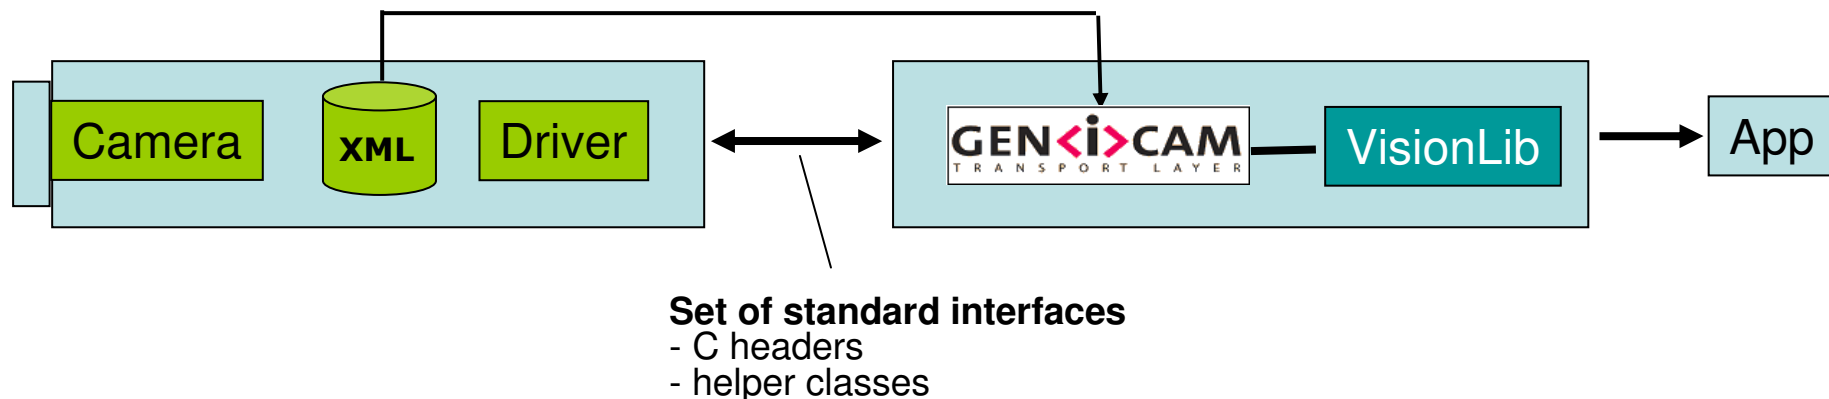 Camera
XML
Driver
GEN<i>CAM
TRANSPORT LAYER
VisionLib
App
Set of standard interfaces
- C headers
- helper classes